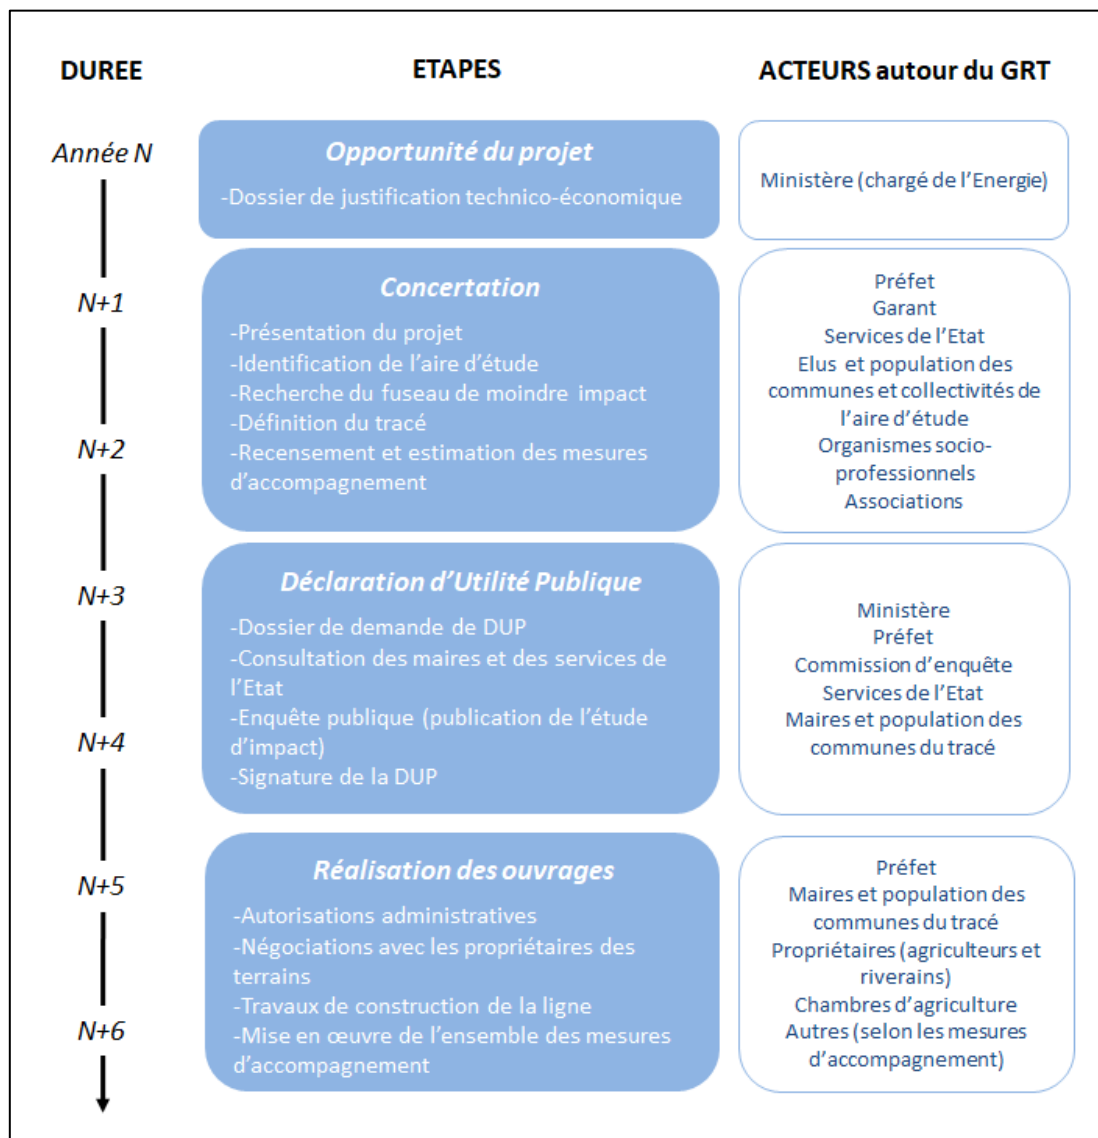 DUREE
ETAPES
ACTEURS autour du GRT
Année N
Opportunité du projet
-Dossier de justification technico-économique
Ministère (chargé de l'Energie)
N+1
Concertation
-Présentation du projet
-Identification de l'aire d'étude
-Recherche du fuseau de moindre impact
-Définition du tracé
-Recensement et estimation des mesures
d'accompagnement
Préfet
Garant
Services de l'Etat
Elus et population des
communes et collectivités de
l'aire d'étude
Organismes socio-
professionnels
Associations
N+2
N+3
Déclaration d'Utilité Publique
-Dossier de demande de DUP
-Consultation des maires et des services de
l'Etat
-Enquête publique (publication de l'étude
d'impact)
-Signature de la DUP
Ministère
Préfet
Commission d'enquête
Services de l'Etat
Maires et population des
communes du tracé
N+4
N+5
Réalisation des ouvrages
-Autorisations administratives
-Négociations avec les propriétaires des
terrains
-Travaux de construction de la ligne
-Mise en œuvre de l'ensemble des mesures
d'accompagnement
Préfet
Maires et population des
communes du tracé
Propriétaires (agriculteurs et
riverains)
Chambres d'agriculture
Autres (selon les mesures
d'accompagnement)
N+6